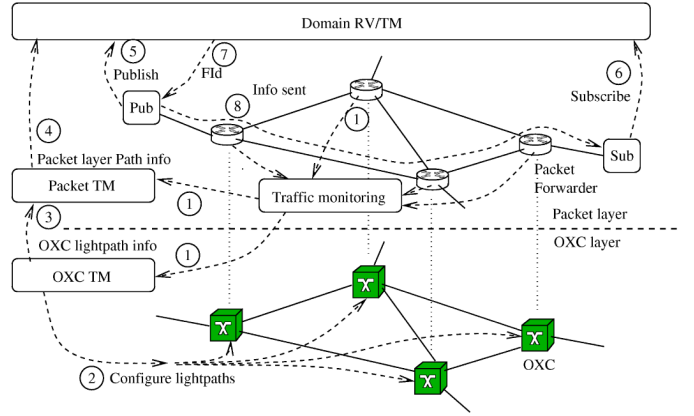 Domain RV/TM
5
7
Publish
FId
6
Pub
8
Info sent
Subscribe
1
4
Packet layer Path info
Sub
Packet TM
Traffic monitoring
Packet
Forwarder
1
3
Packet layer
OXC lightpath info
1
OXC layer
OXC TM
OXC
2
Configure lightpaths